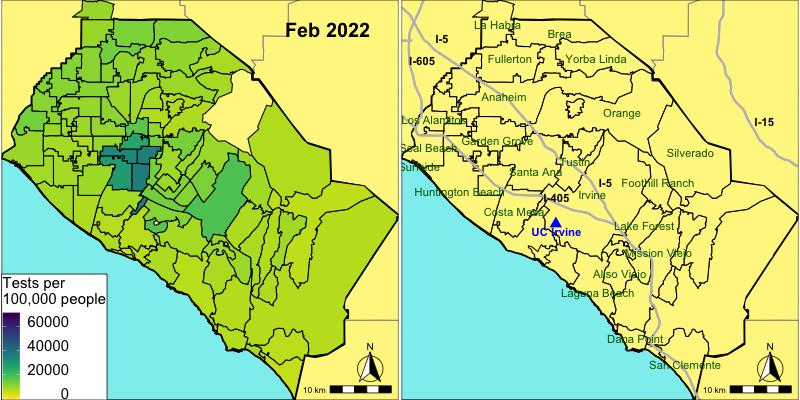 Feb 2022
Tests per
100,000 people
60000
40000
20000
0
N
10 km
La Habra
I-5
Brea
I-605
Fullerton
Yorba Linda
Anaheim
Orange
Los Alamitos
I-15
Garden Grove
Seal Beach
Silverado
Tustin
Sunside
Santa Ana
I-5
Foothill Ranch
Huntington Beach
Irvine
I-405
Costa Mesa
Lake Forest
UC Irvine
Mission Viejo
Aliso Viejo
Laguna Beach
Dana Point
San Clemente
N
10 km